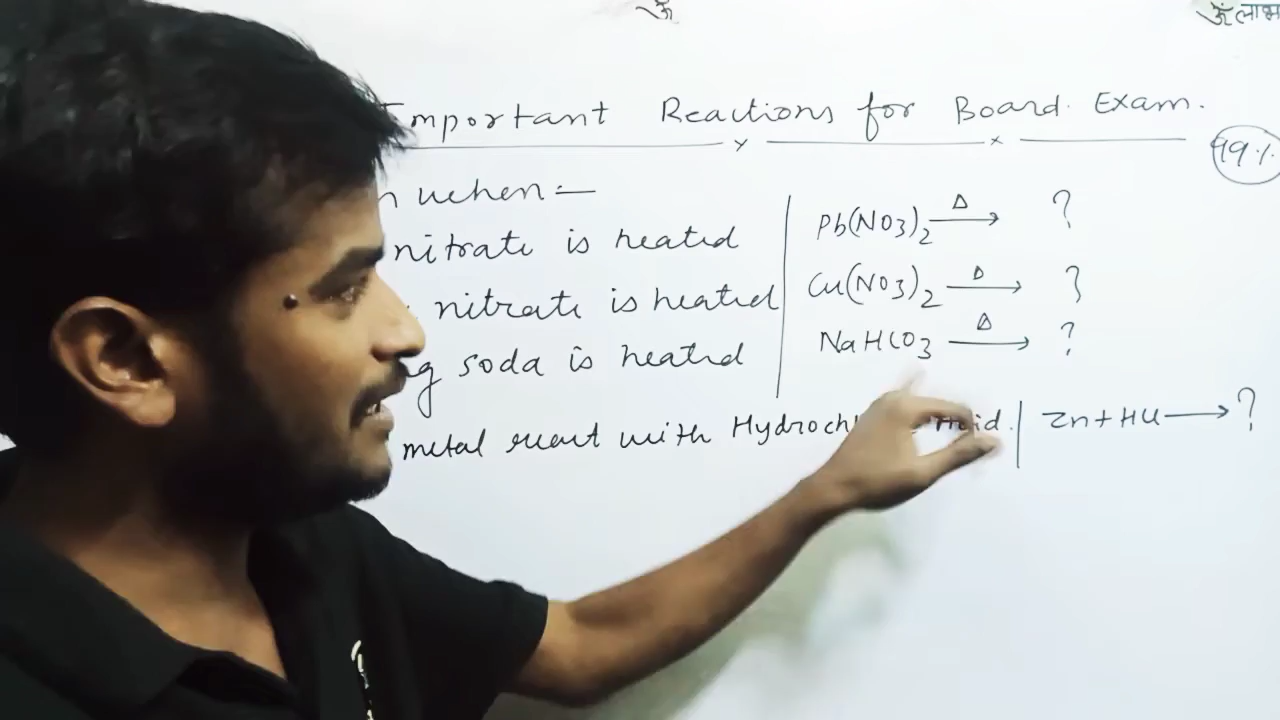 ॐ
ॐ लाभ
Important Reactions for Board Exam.
99%
n when:-
nitrate is heated
nitrate is heated
g soda is heated
metal react with Hydroch Acid.
Pb(NO3)2 Δ→ ?
Cu(NO3)2 Δ→ ?
NaHCO3 Δ→ ?
Zn+HCl → ?